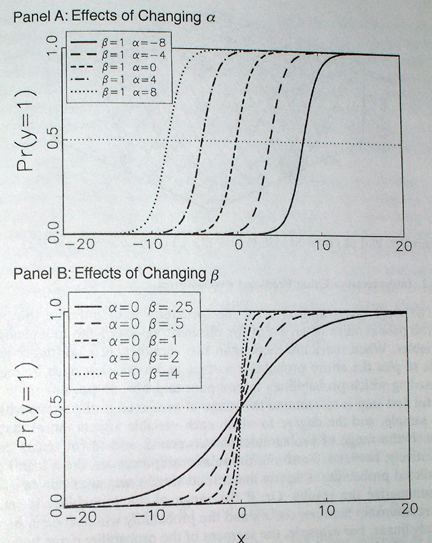 Panel A: Effects of Changing α
1.0
β=1 α=−8
β=1 α=−4
β=1 α=0
β=1 α=4
β=1 α=8
Pr(y=1)
0.5
0.0
−20 −10 0 10 20
Panel B: Effects of Changing β
1.0
α=0 β=.25
α=0 β=.5
α=0 β=1
α=0 β=2
α=0 β=4
Pr(y=1)
0.5
0.0
−20 −10 0 10 20
x